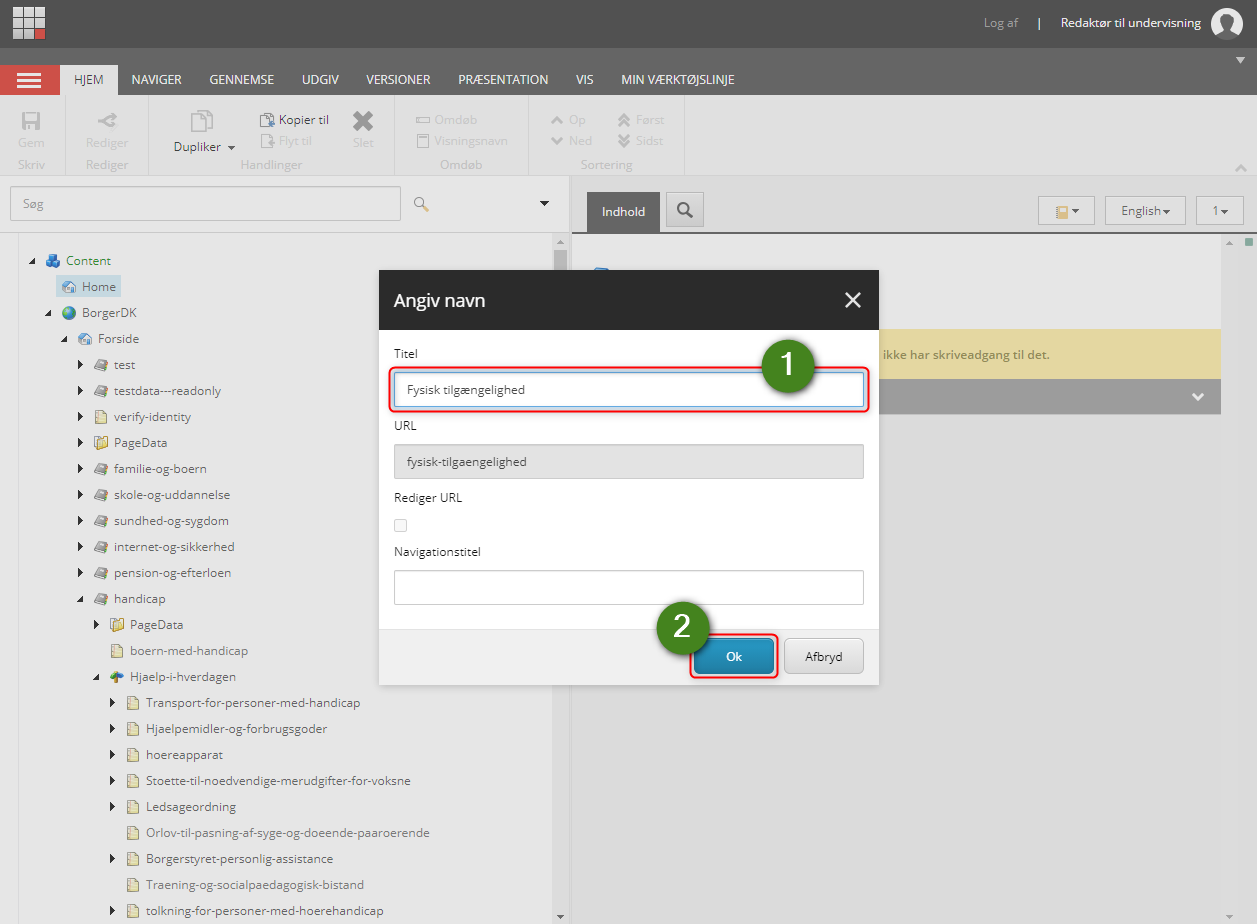 Log af | Redaktør til undervisning
HJEM NAVIGER GENNEMSE UDGIV VERSIONER PRÆSENTATION VIS MIN VÆRKTØJSLINJE
Gem
Skriv
Rediger
Rediger
Dupliker
Kopier til
Flyt til
Slet
Handlinger
Omdøb
Visningsnavn
Omdøb
Op
Ned
Først
Sidst
Sortering
Søg
Indhold
English
1
Content
Home
BorgerDK
Forside
test
testdata---readonly
verify-identity
PageData
familie-og-boern
skole-og-uddannelse
sundhed-og-sygdom
internet-og-sikkerhed
pension-og-efterloen
handicap
PageData
boern-med-handicap
Hjaelp-i-hverdagen
Transport-for-personer-med-handicap
Hjaelpemidler-og-forbrugsgoder
hoereapparat
Stoette-til-noedvendige-merudgifter-for-voksne
Ledsageordning
Orlov-til-pasning-af-syge-og-doeende-paaroerende
Borgerstyret-personlig-assistance
Traening-og-socialpaedagogisk-bistand
tolkning-for-personer-med-hoerehandicap
Angiv navn
Titel
1
Fysisk tilgængelighed
URL
fysisk-tilgaengelighed
Rediger URL
Navigationstitel
2
Ok
Afbryd
ikke har skriveadgang til det.